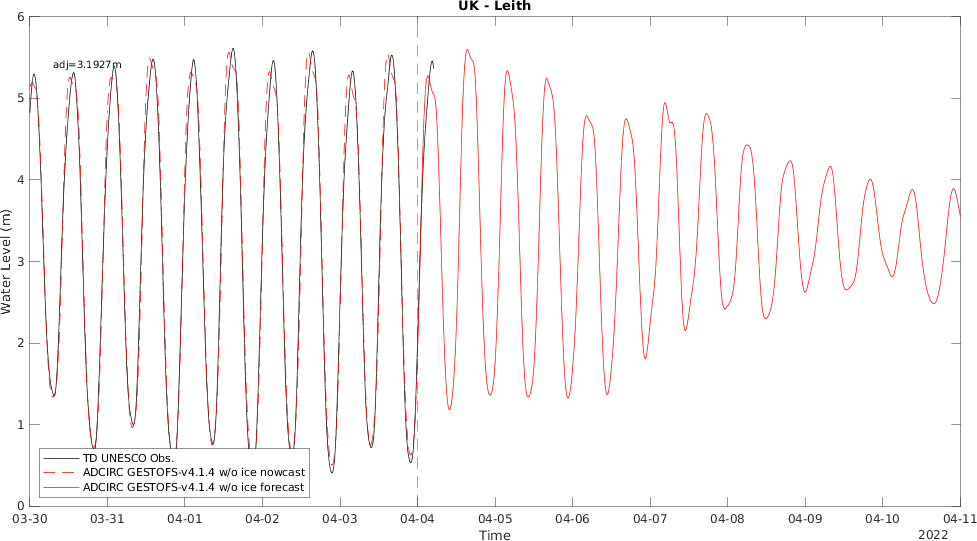 UK - Leith
adj=3.1927m
6
5
4
3
2
1
0
Water Level (m)
TD UNESCO Obs.
ADCIRC GESTOFS-v4.1.4 w/o ice nowcast
ADCIRC GESTOFS-v4.1.4 w/o ice forecast
03-30 03-31 04-01 04-02 04-03 04-04 04-05 04-06 04-07 04-08 04-09 04-10 04-11
Time
2022